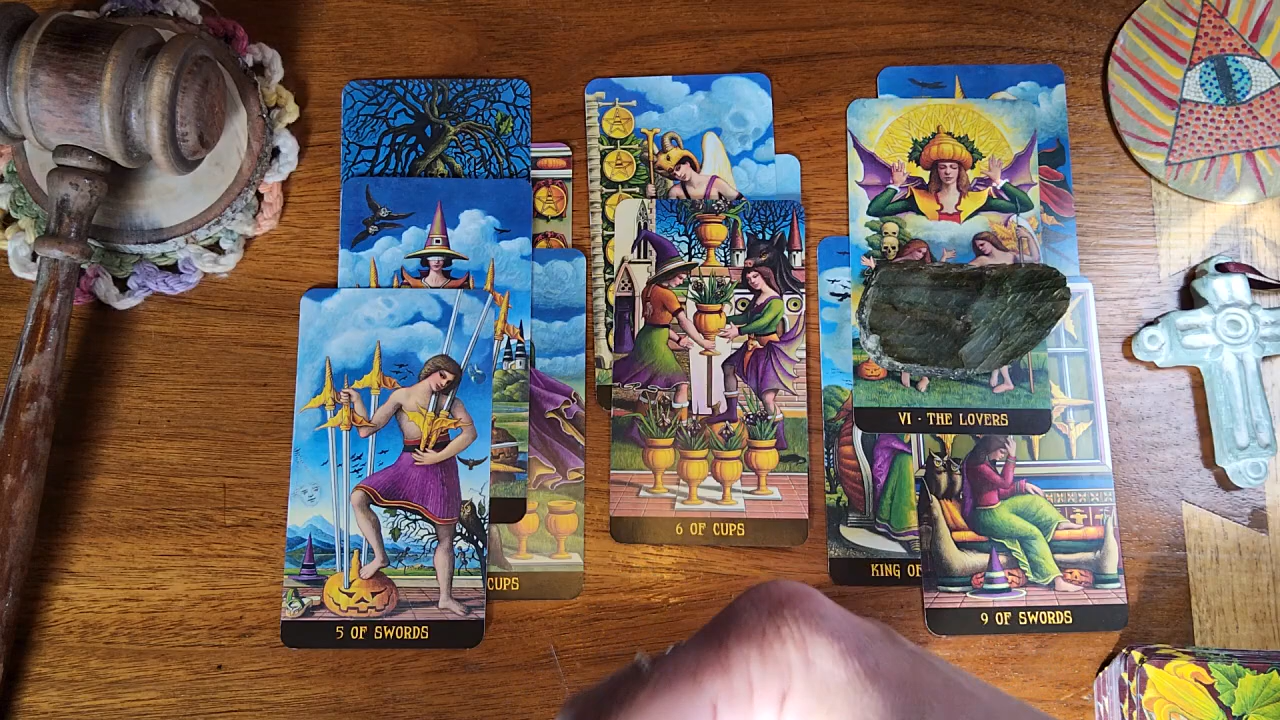 VI · THE LOVERS
6 OF CUPS
CUPS
KING OF
9 OF SWORDS
5 OF SWORDS